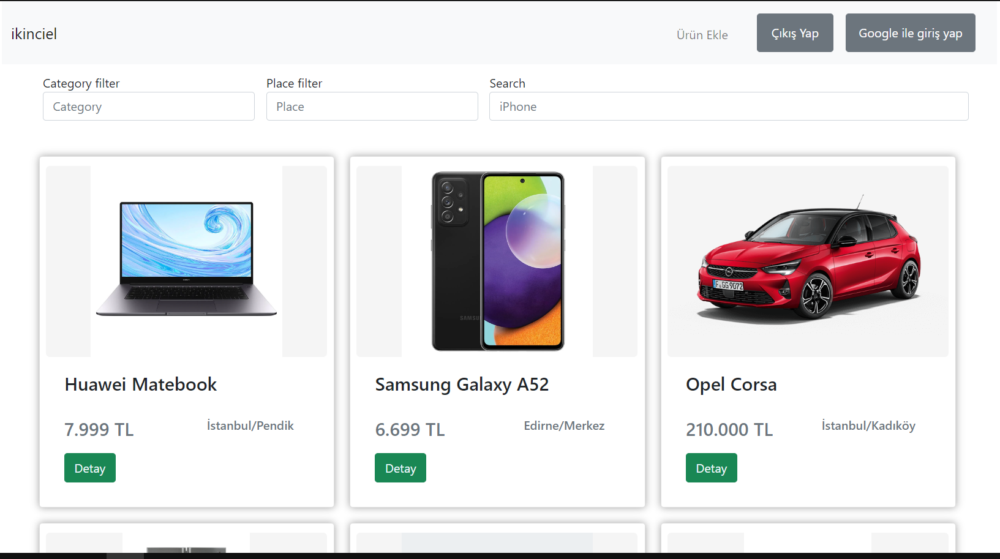 ikinciel
Ürün Ekle
Çıkış Yap
Google ile giriş yap
Category filter
Place filter
Search
Category
Place
iPhone
SAMSU
F GG 9072
Huawei Matebook
Samsung Galaxy A52
Opel Corsa
7.999 TL
İstanbul/Pendik
6.699 TL
Edirne/Merkez
210.000 TL
İstanbul/Kadıköy
Detay
Detay
Detay